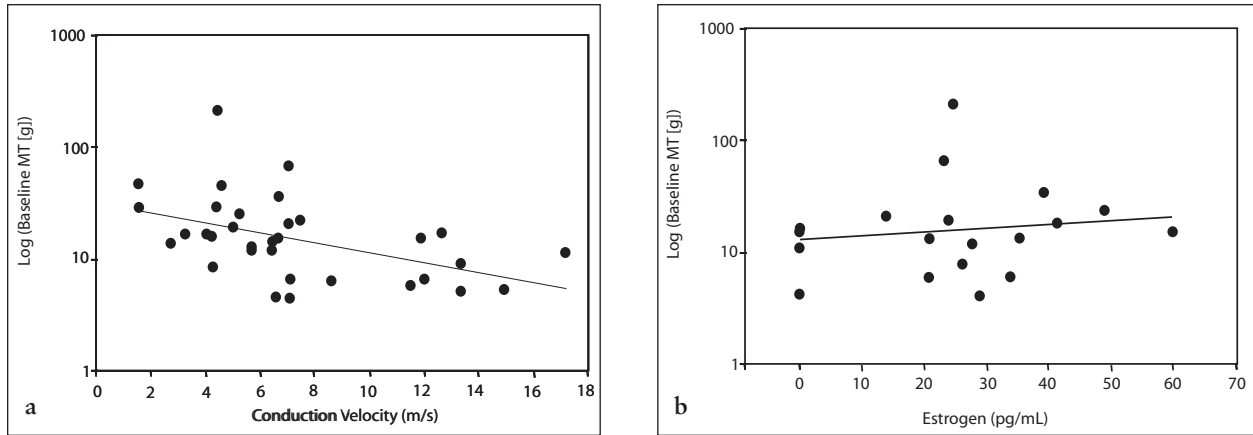 1000
100
10
1
Log (Baseline MT [g])
0 2 4 6 8 10 12 14 16 18
Conduction Velocity (m/s)
a
1000
100
10
1
Log (Baseline MT [g])
0 10 20 30 40 50 60 70
Estrogen (pg/mL)
b